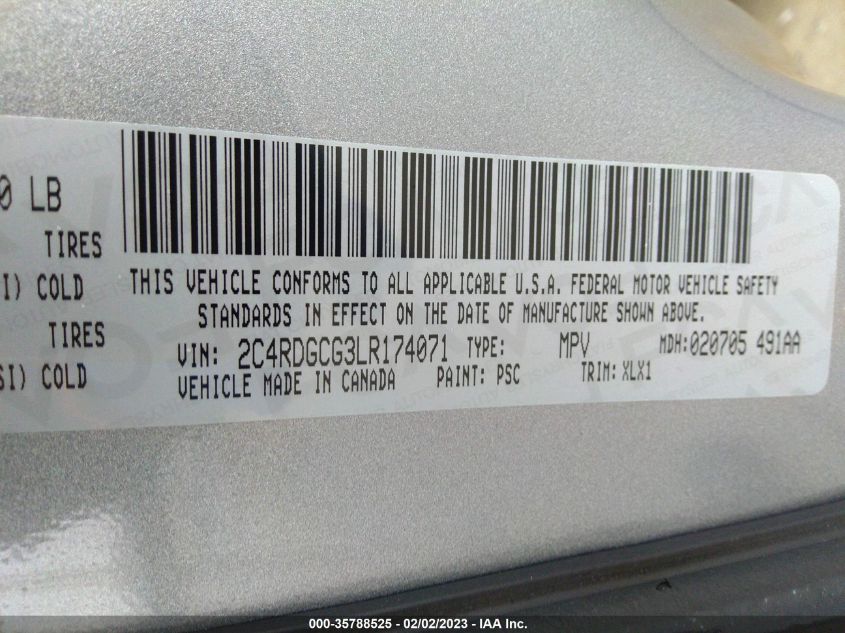 0 LB
TIRES
I) COLD
TIRES
SI) COLD
THIS VEHICLE CONFORMS TO ALL APPLICABLE U.S.A. FEDERAL MOTOR VEHICLE SAFETY
STANDARDS IN EFFECT ON THE DATE OF MANUFACTURE SHOWN ABOVE.
VIN: 2C4RDGCG3LR174071 TYPE: MPV MDH:020705 491AA
VEHICLE MADE IN CANADA PAINT: PSC TRIM: XLX1
000-35788525 - 02/02/2023 - IAA Inc.